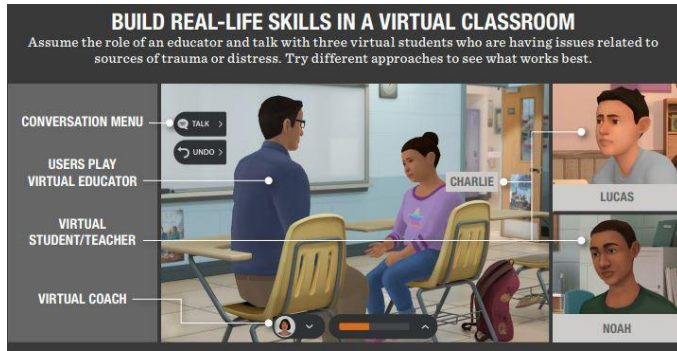 BUILD REAL-LIFE SKILLS IN A VIRTUAL CLASSROOM
Assume the role of an educator and talk with three virtual students who are having issues related to
sources of trauma or distress. Try different approaches to see what works best.
CONVERSATION MENU
TALK
UNDO
USERS PLAY
VIRTUAL EDUCATOR
CHARLIE
LUCAS
VIRTUAL
STUDENT/TEACHER
VIRTUAL COACH
NOAH